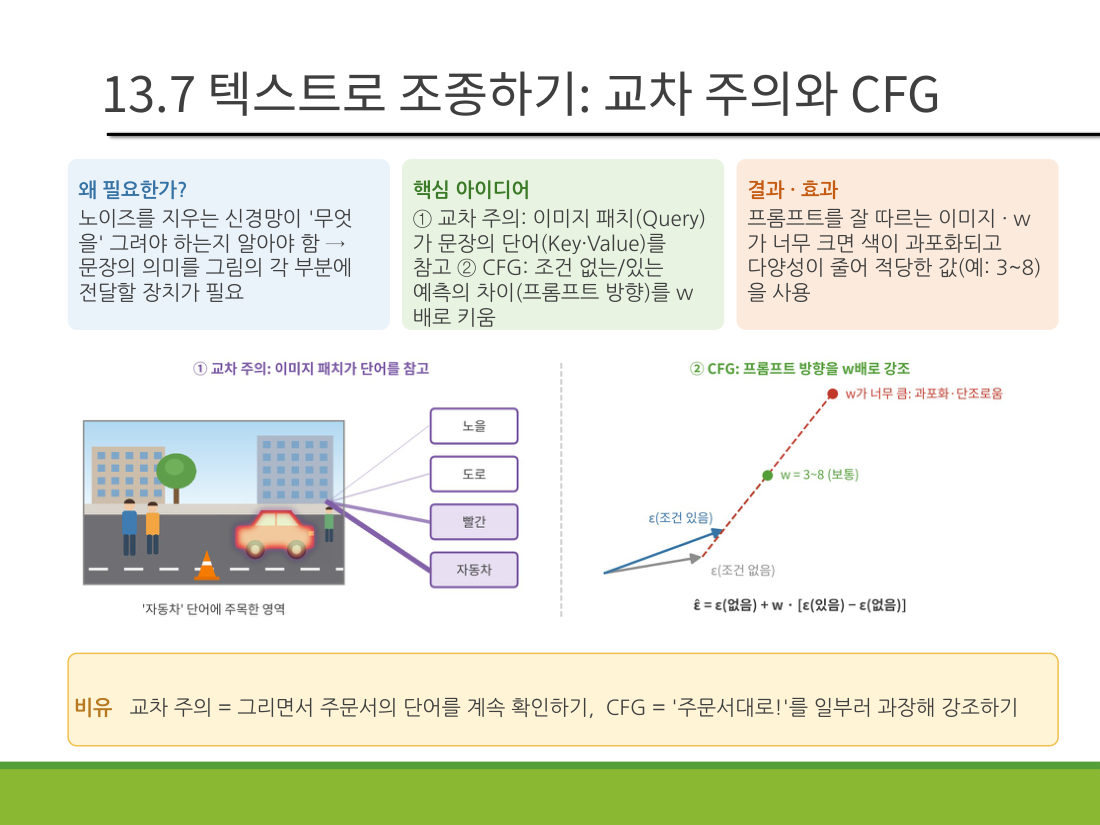 13.7 텍스트로 조종하기: 교차 주의와 CFG
왜 필요한가?
노이즈를 지우는 신경망이 '무엇
을' 그려야 하는지 알아야 함 →
문장의 의미를 그림의 각 부분에
전달할 장치가 필요
핵심 아이디어
① 교차 주의: 이미지 패치(Query)
가 문장의 단어(Key·Value)를
참고 ② CFG: 조건 없는/있는
예측의 차이(프롬프트 방향)를 w
배로 키움
결과 · 효과
프롬프트를 잘 따르는 이미지 · w
가 너무 크면 색이 과포화되고
다양성이 줄어 적당한 값(예: 3~8)
을 사용
① 교차 주의: 이미지 패치가 단어를 참고
노을
도로
빨간
자동차
'자동차' 단어에 주목한 영역
② CFG: 프롬프트 방향을 w배로 강조
w가 너무 큼: 과포화·단조로움
w = 3~8 (보통)
ε(조건 있음)
ε(조건 없음)
ε̂ = ε(없음) + w · [ε(있음) − ε(없음)]
비유 교차 주의 = 그리면서 주문서의 단어를 계속 확인하기, CFG = '주문서대로!'를 일부러 과장해 강조하기